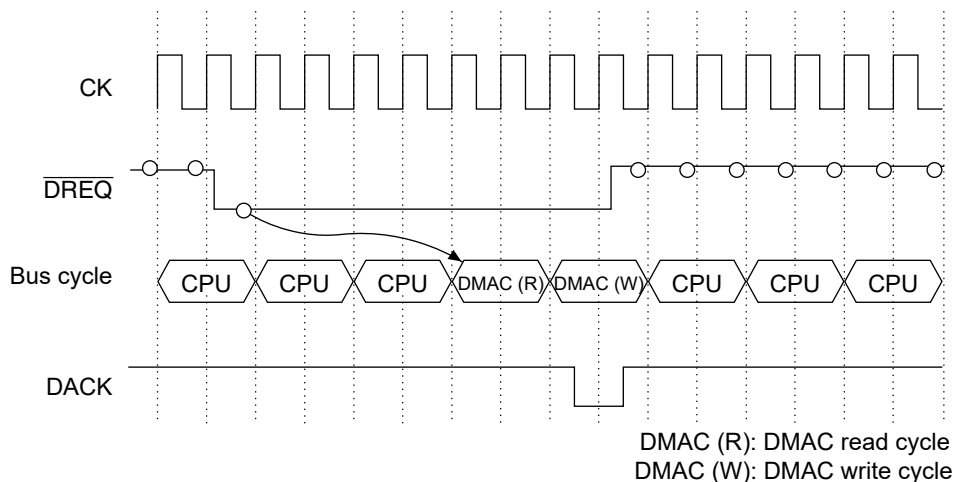 CK
DREQ
Bus cycle CPU CPU CPU DMAC (R) DMAC (W) CPU CPU CPU
DACK
DMAC (R): DMAC read cycle
DMAC (W): DMAC write cycle